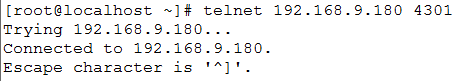 [root@localhost ~]# telnet 192.168.9.180 4301
Trying 192.168.9.180...
Connected to 192.168.9.180.
Escape character is '^]'.